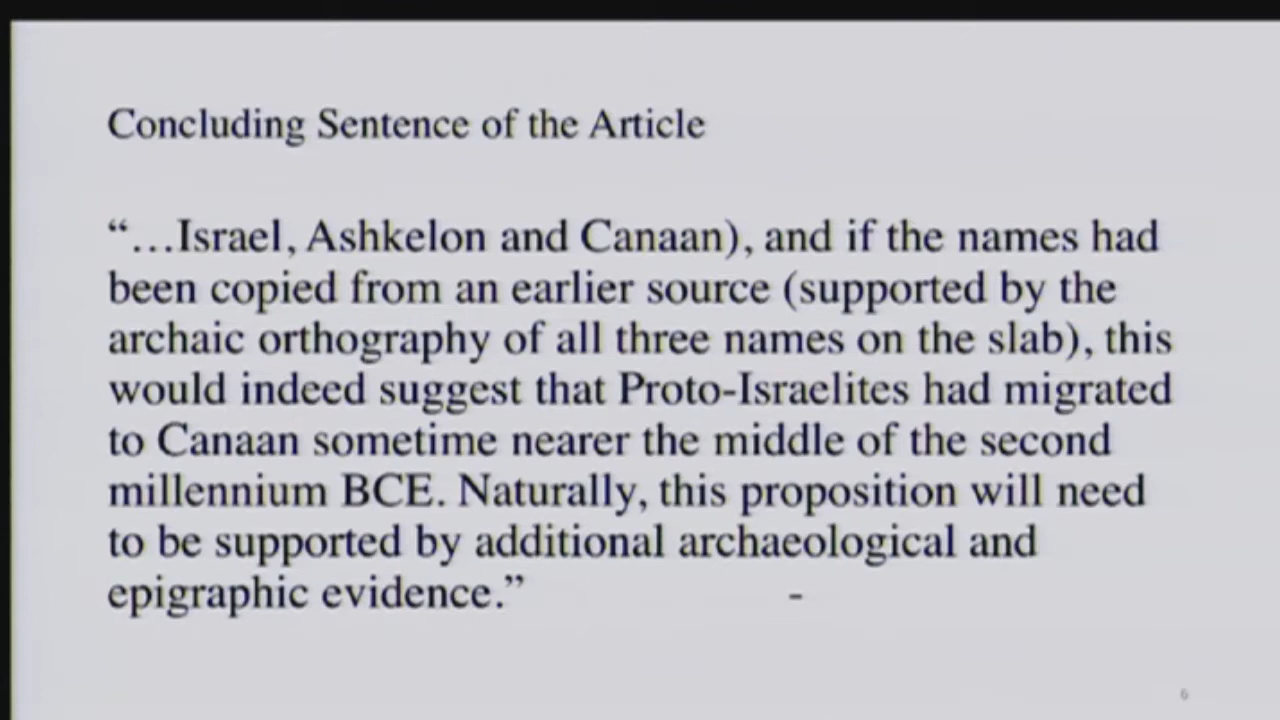 Concluding Sentence of the Article
“…Israel, Ashkelon and Canaan), and if the names had
been copied from an earlier source (supported by the
archaic orthography of all three names on the slab), this
would indeed suggest that Proto-Israelites had migrated
to Canaan sometime nearer the middle of the second
millennium BCE. Naturally, this proposition will need
to be supported by additional archaeological and
epigraphic evidence.” -
6